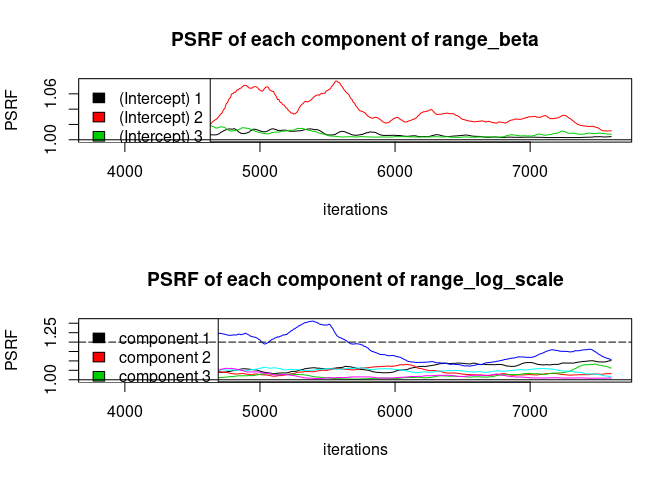 PSRF of each component of range_beta
PSRF
1.06
1.00
(Intercept) 1
(Intercept) 2
(Intercept) 3
4000 5000 6000 7000
iterations
PSRF of each component of range_log_scale
PSRF
1.25
1.00
component 1
component 2
component 3
4000 5000 6000 7000
iterations